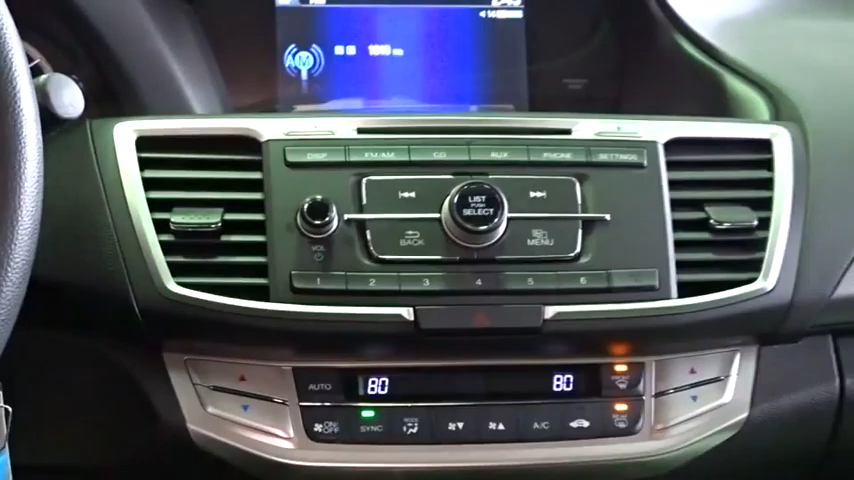 AM
DISP FM/AM CD AUX PHONE SETTINGS
LIST
PUSH
SELECT
VOL
BACK
MENU
1 2 3 4 5 6
AUTO 80 80
ON
OFF SYNC MODE A/C